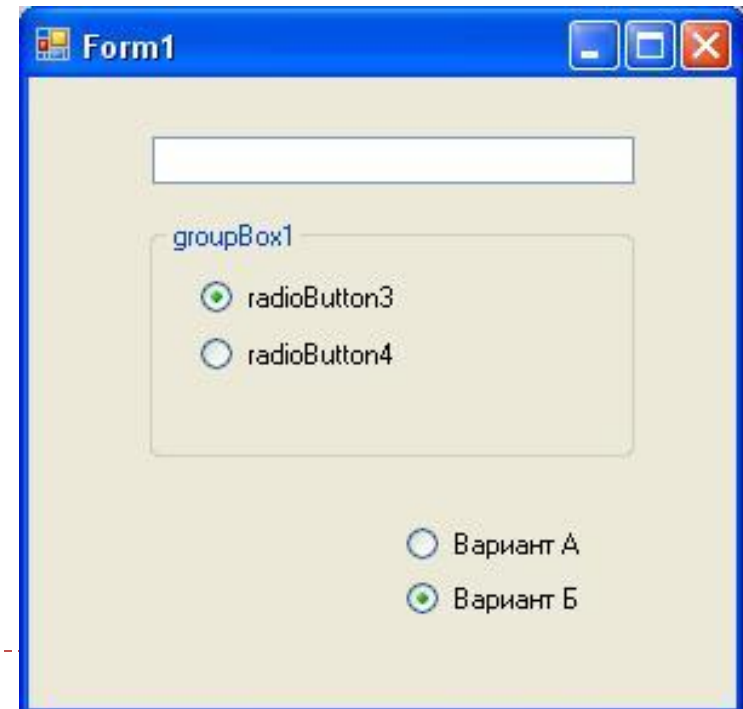 Form1
groupBox1
radioButton3
radioButton4
Вариант А
Вариант Б